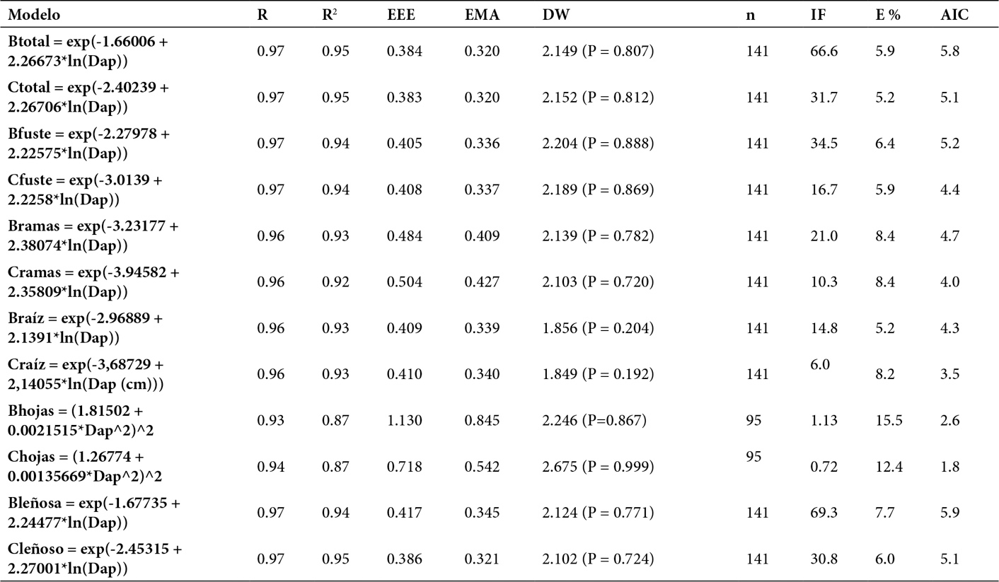 Modelo R R² EEE EMA DW n IF E % AIC
Btotal = exp(-1.66006 +
2.26673*ln(Dap)) 0.97 0.95 0.384 0.320 2.149 (P = 0.807) 141 66.6 5.9 5.8
Ctotal = exp(-2.40239 +
2.26706*ln(Dap)) 0.97 0.95 0.383 0.320 2.152 (P = 0.812) 141 31.7 5.2 5.1
Bfuste = exp(-2.27978 +
2.22575*ln(Dap)) 0.97 0.94 0.405 0.336 2.204 (P = 0.888) 141 34.5 6.4 5.2
Cfuste = exp(-3.0139 +
2.2258*ln(Dap)) 0.97 0.94 0.408 0.337 2.189 (P = 0.869) 141 16.7 5.9 4.4
Bramas = exp(-3.23177 +
2.38074*ln(Dap)) 0.96 0.93 0.484 0.409 2.139 (P = 0.782) 141 21.0 8.4 4.7
Cramas = exp(-3.94582 +
2.35809*ln(Dap)) 0.96 0.92 0.504 0.427 2.103 (P = 0.720) 141 10.3 8.4 4.0
Braíz = exp(-2.96889 +
2.1391*ln(Dap)) 0.96 0.93 0.409 0.339 1.856 (P = 0.204) 141 14.8 5.2 4.3
Craíz = exp(-3,68729 +
2,14055*ln(Dap (cm))) 0.96 0.93 0.410 0.340 1.849 (P = 0.192) 141 6.0 8.2 3.5
Bhojas = (1.81502 +
0.0021515*Dap^2)^2 0.93 0.87 1.130 0.845 2.246 (P=0.867) 95 1.13 15.5 2.6
Chojas = (1.26774 +
0.00135669*Dap^2)^2 0.94 0.87 0.718 0.542 2.675 (P = 0.999) 95 0.72 12.4 1.8
Bleñosa = exp(-1.67735 +
2.24477*ln(Dap)) 0.97 0.94 0.417 0.345 2.124 (P = 0.771) 141 69.3 7.7 5.9
Cleñoso = exp(-2.45315 +
2.27001*ln(Dap)) 0.97 0.95 0.386 0.321 2.102 (P = 0.724) 141 30.8 6.0 5.1